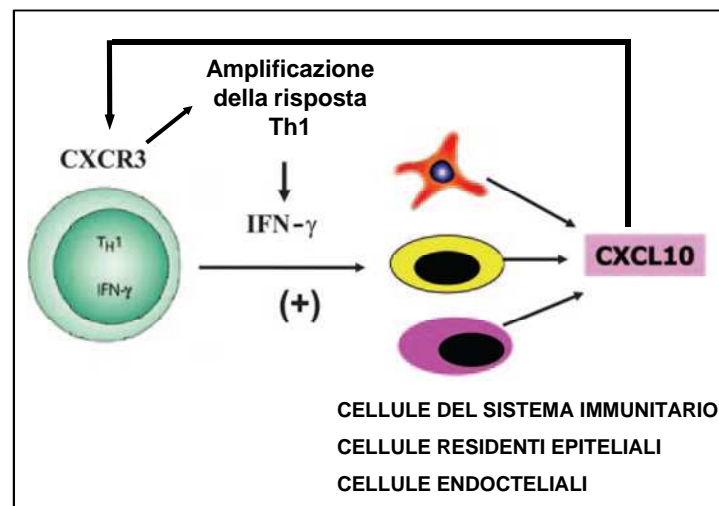 Amplificazione
della risposta
Th1
CXCR3
IFN-γ
TH1
IFN-γ
(+)
CXCL10
CELLULE DEL SISTEMA IMMUNITARIO
CELLULE RESIDENTI EPITELIALI
CELLULE ENDOCTELIALI